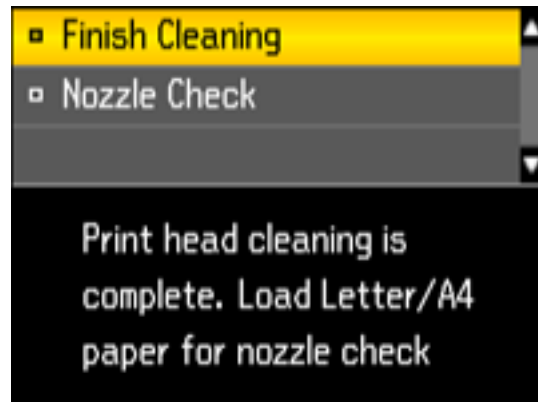 Finish Cleaning
Nozzle Check
Print head cleaning is
complete. Load Letter/A4
paper for nozzle check